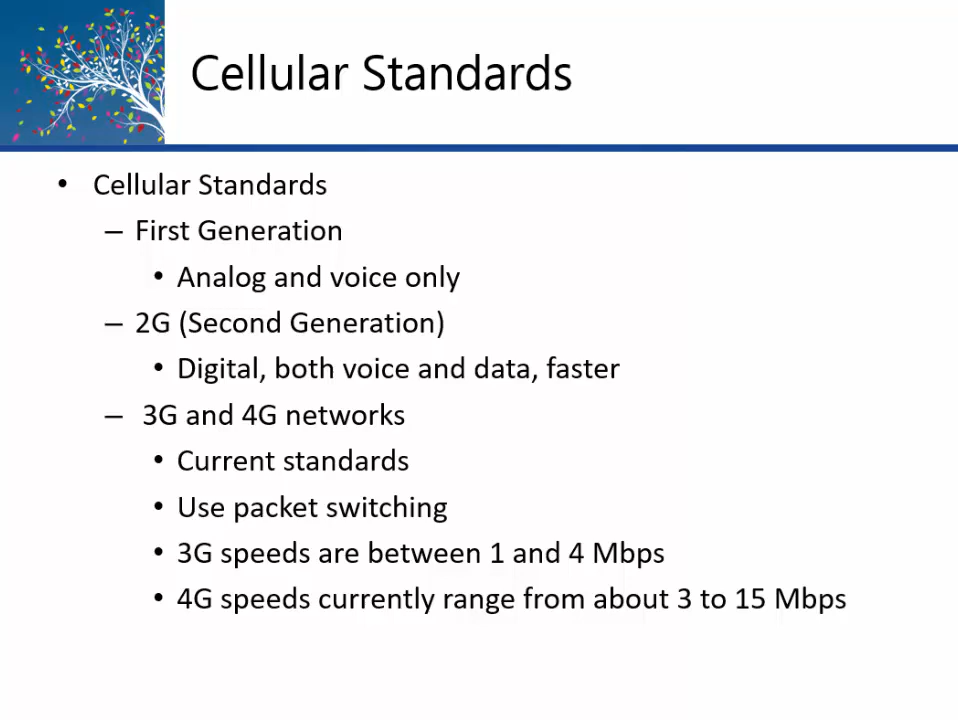 Cellular Standards
• Cellular Standards
– First Generation
• Analog and voice only
– 2G (Second Generation)
• Digital, both voice and data, faster
– 3G and 4G networks
• Current standards
• Use packet switching
• 3G speeds are between 1 and 4 Mbps
• 4G speeds currently range from about 3 to 15 Mbps